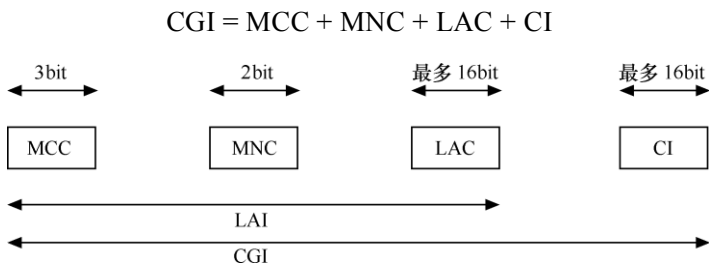 CGI = MCC + MNC + LAC + CI
3bit 2bit 最多 16bit 最多 16bit
MCC MNC LAC CI
LAI
CGI